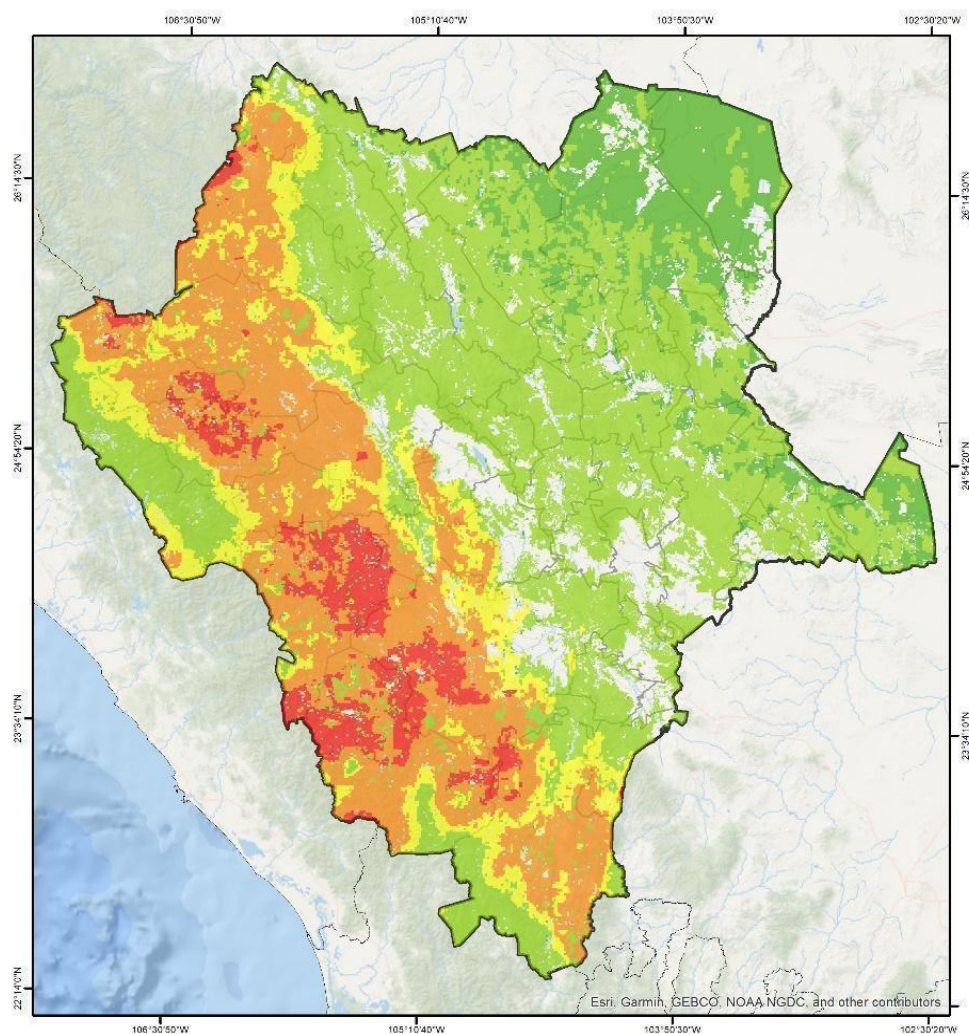 106°30'50"W 105°10'40"W 103°50'30"W 102°30'20"W
26°14'30"N 26°14'30"N
24°54'20"N 24°54'20"N
23°34'10"N 23°34'10"N
22°14'0"N
Esri, Garmin, GEBCO, NOAA NGDC, and other contributors
106°30'50"W 105°10'40"W 103°50'30"W 102°30'20"W